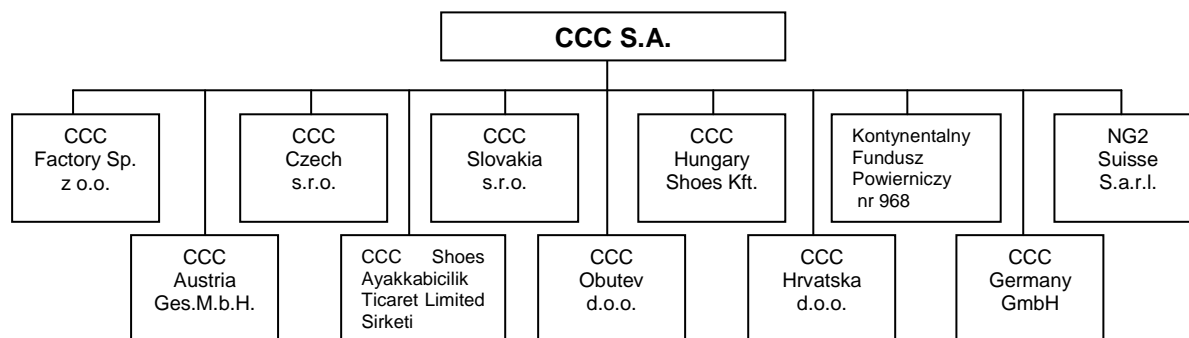 CCC S.A.
CCC
Factory Sp.
z o.o.
CCC
Czech
s.r.o.
CCC
Slovakia
s.r.o.
CCC
Hungary
Shoes Kft.
Kontynentalny
Fundusz
Powierniczy
nr 968
NG2
Suisse
S.a.r.l.
CCC
Austria
Ges.M.b.H.
CCC Shoes
Ayakkabicilik
Ticaret Limited
Sirketi
CCC
Obutev
d.o.o.
CCC
Hrvatska
d.o.o.
CCC
Germany
GmbH